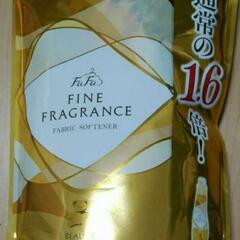 FaFa
FINE
FRAGRANCE
FABRIC SOFTENER
通常の
1.6
倍!